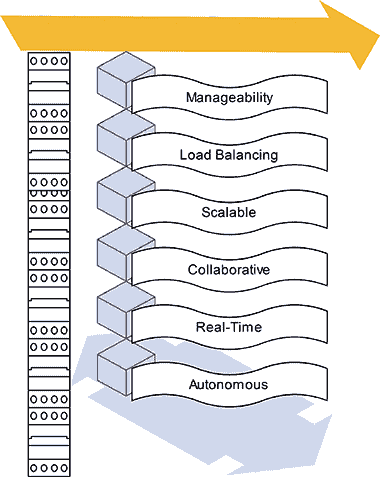 Manageability
Load Balancing
Scalable
Collaborative
Real-Time
Autonomous